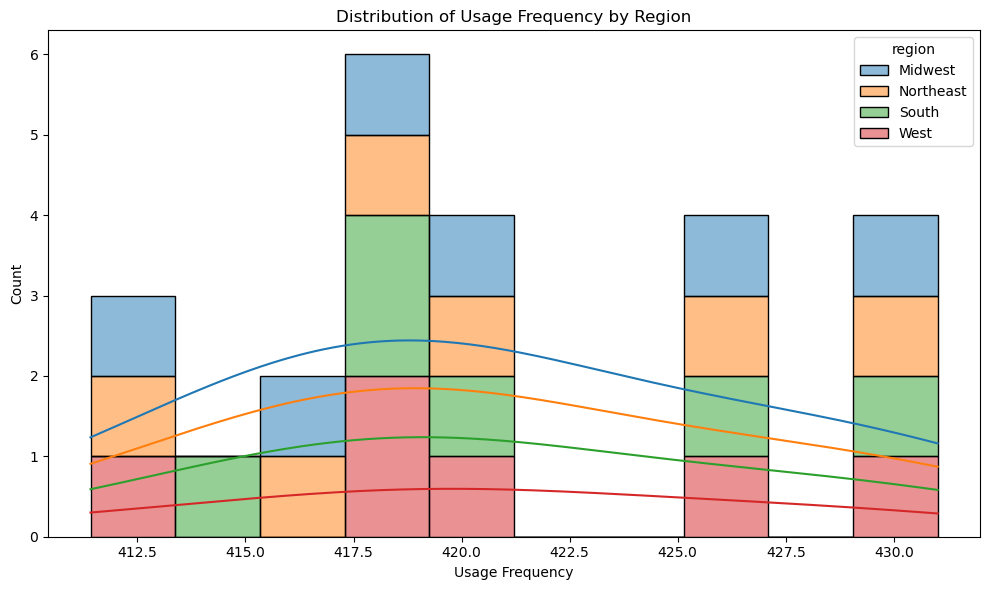 Distribution of Usage Frequency by Region
region
Midwest
Northeast
South
West
Count
6
5
4
3
2
1
0
412.5 415.0 417.5 420.0 422.5 425.0 427.5 430.0
Usage Frequency